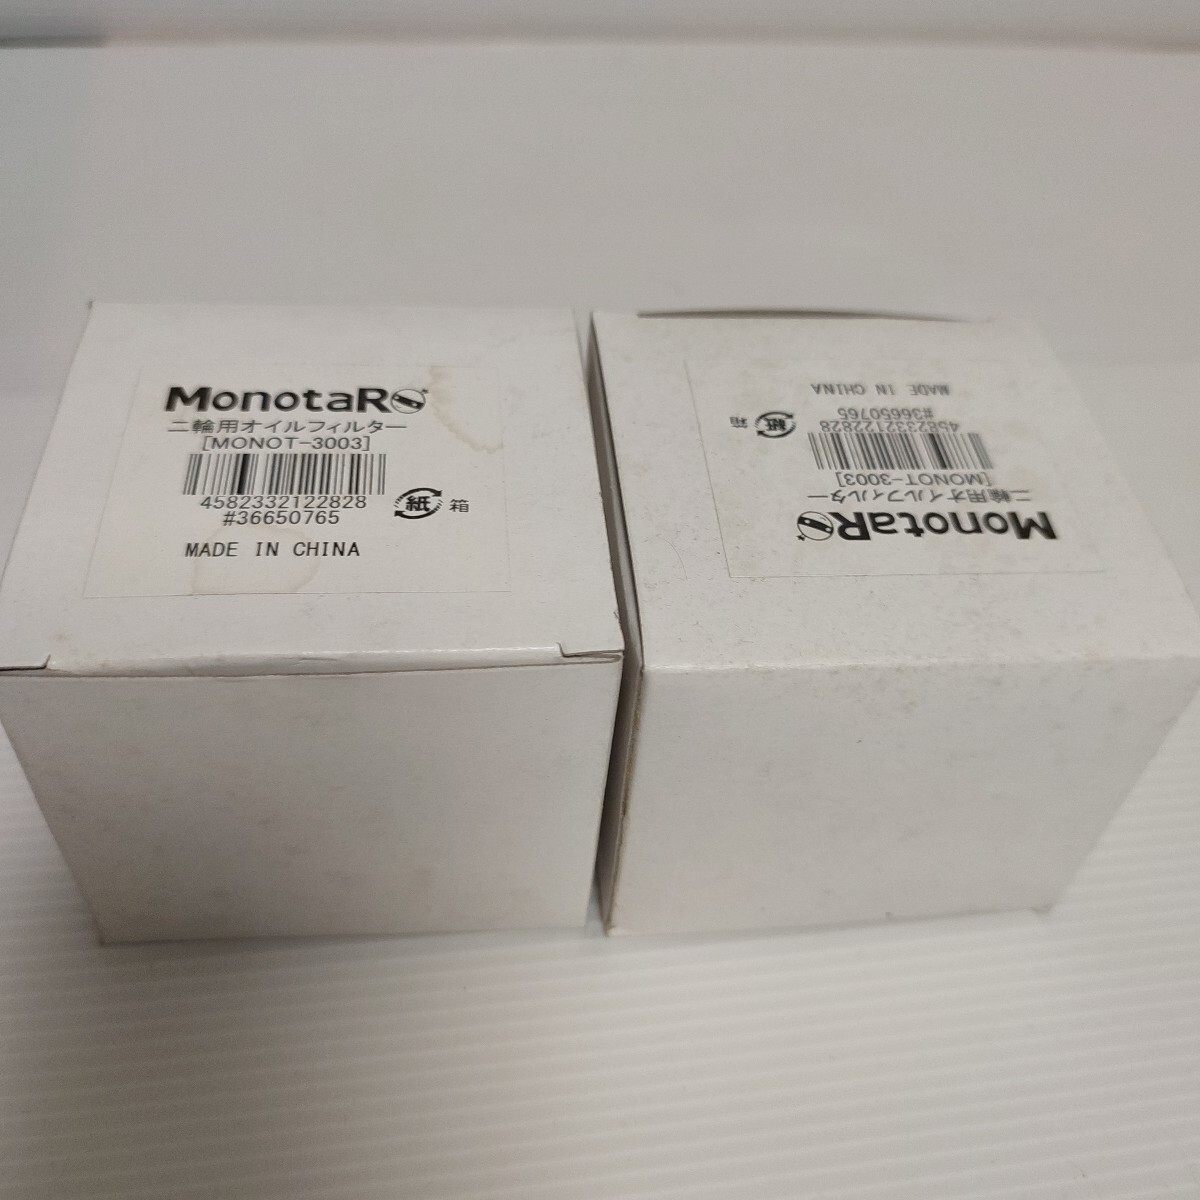 MonotaRO
二輪用オイルフィルター
[MONOT-3003]
4582332122828
#36650765
紙 箱
MADE IN CHINA
MonotaRO
二輪用オイルフィルター
[MONOT-3003]
4582332122828
#36650765
紙 箱
MADE IN CHINA